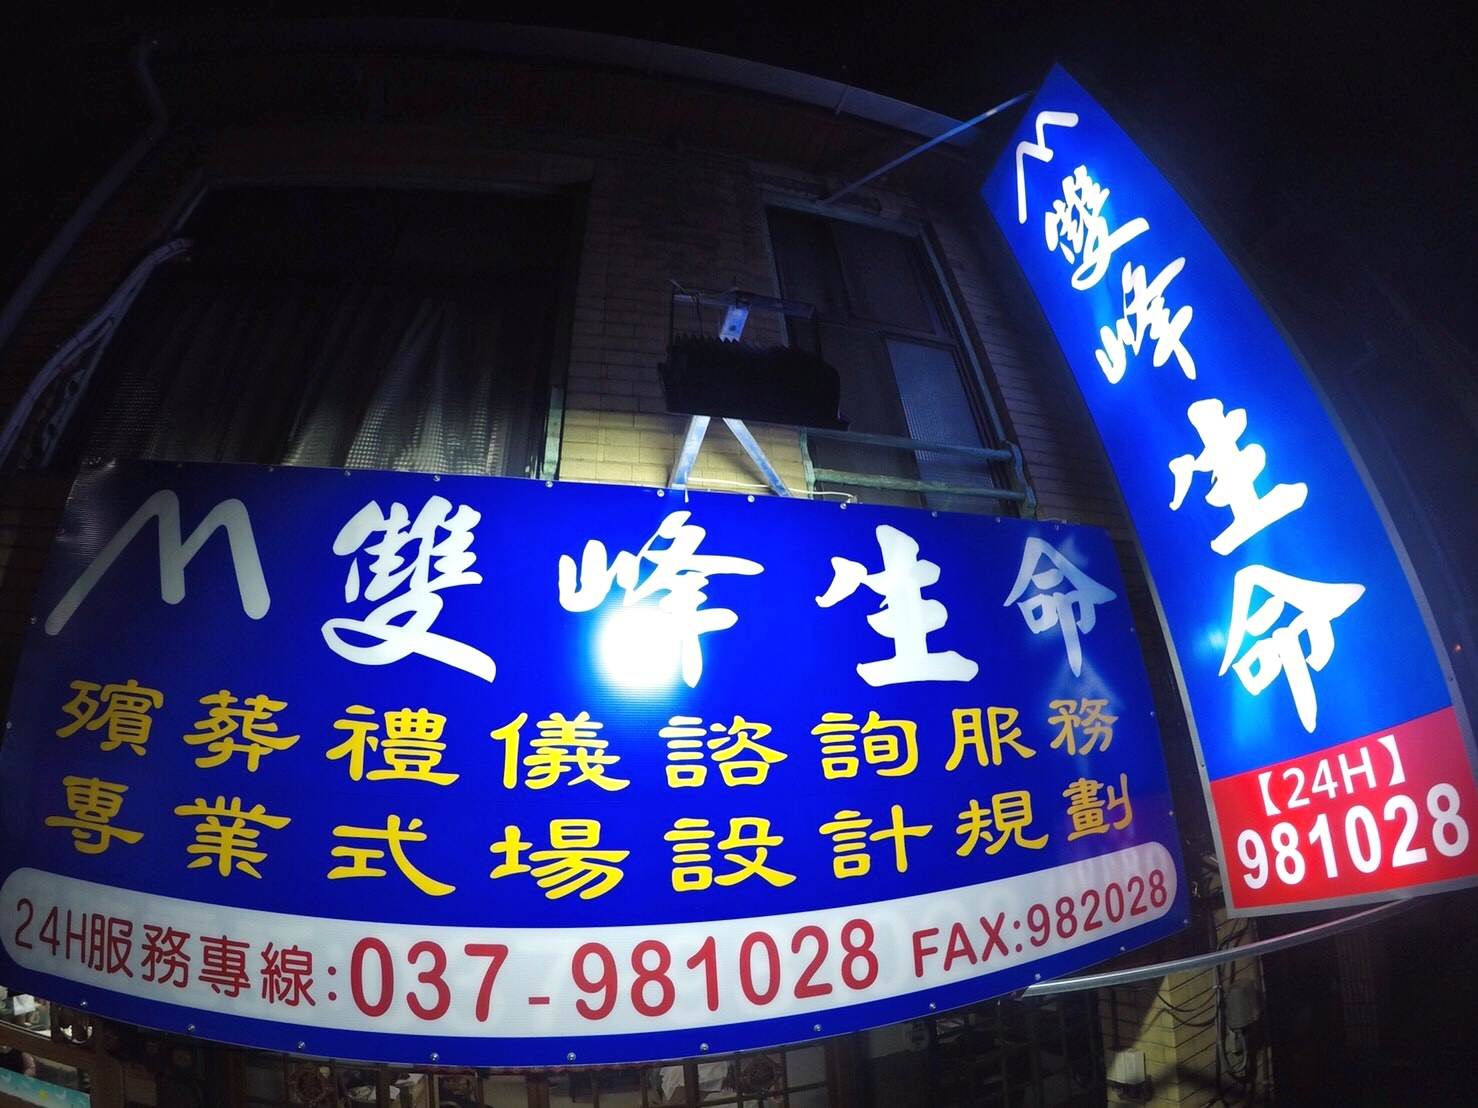 雙峰生命
殯葬禮儀諮詢服務
專業式場設計規劃
24H服務專線:037-981028 FAX:982028
雙峰生命
【24H】
981028